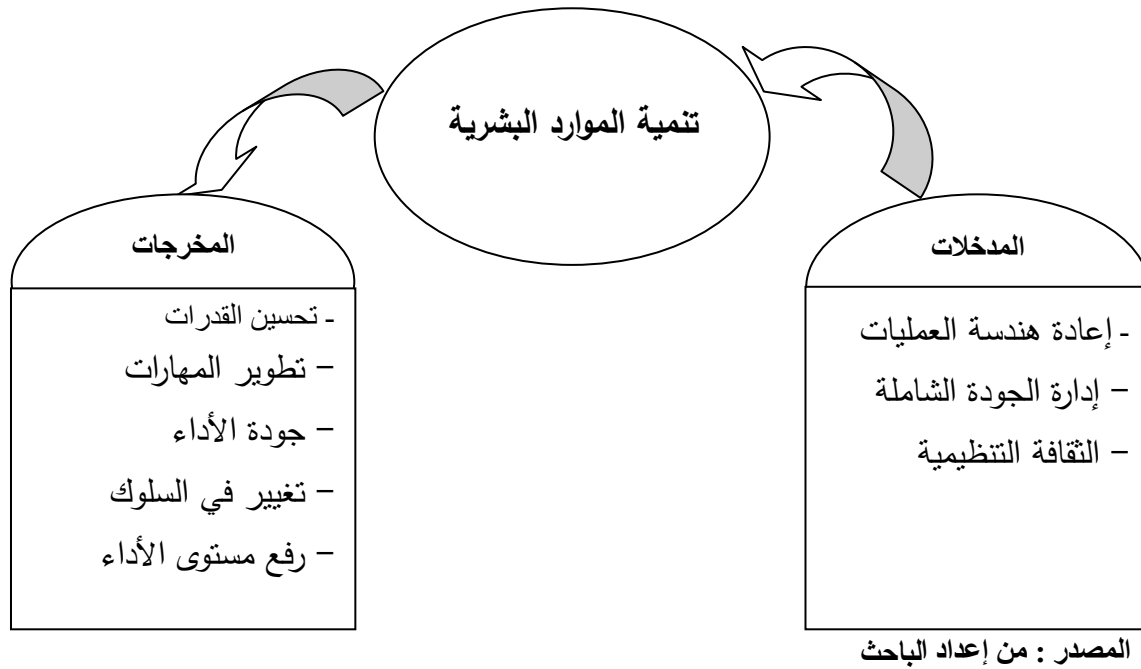 تنمية الموارد البشرية
المدخلات
- إعادة هندسة العمليات
– إدارة الجودة الشاملة
– الثقافة التنظيمية
المخرجات
- تحسين القدرات
– تطوير المهارات
– جودة الأداء
– تغيير في السلوك
– رفع مستوى الأداء
المصدر : من إعداد الباحث